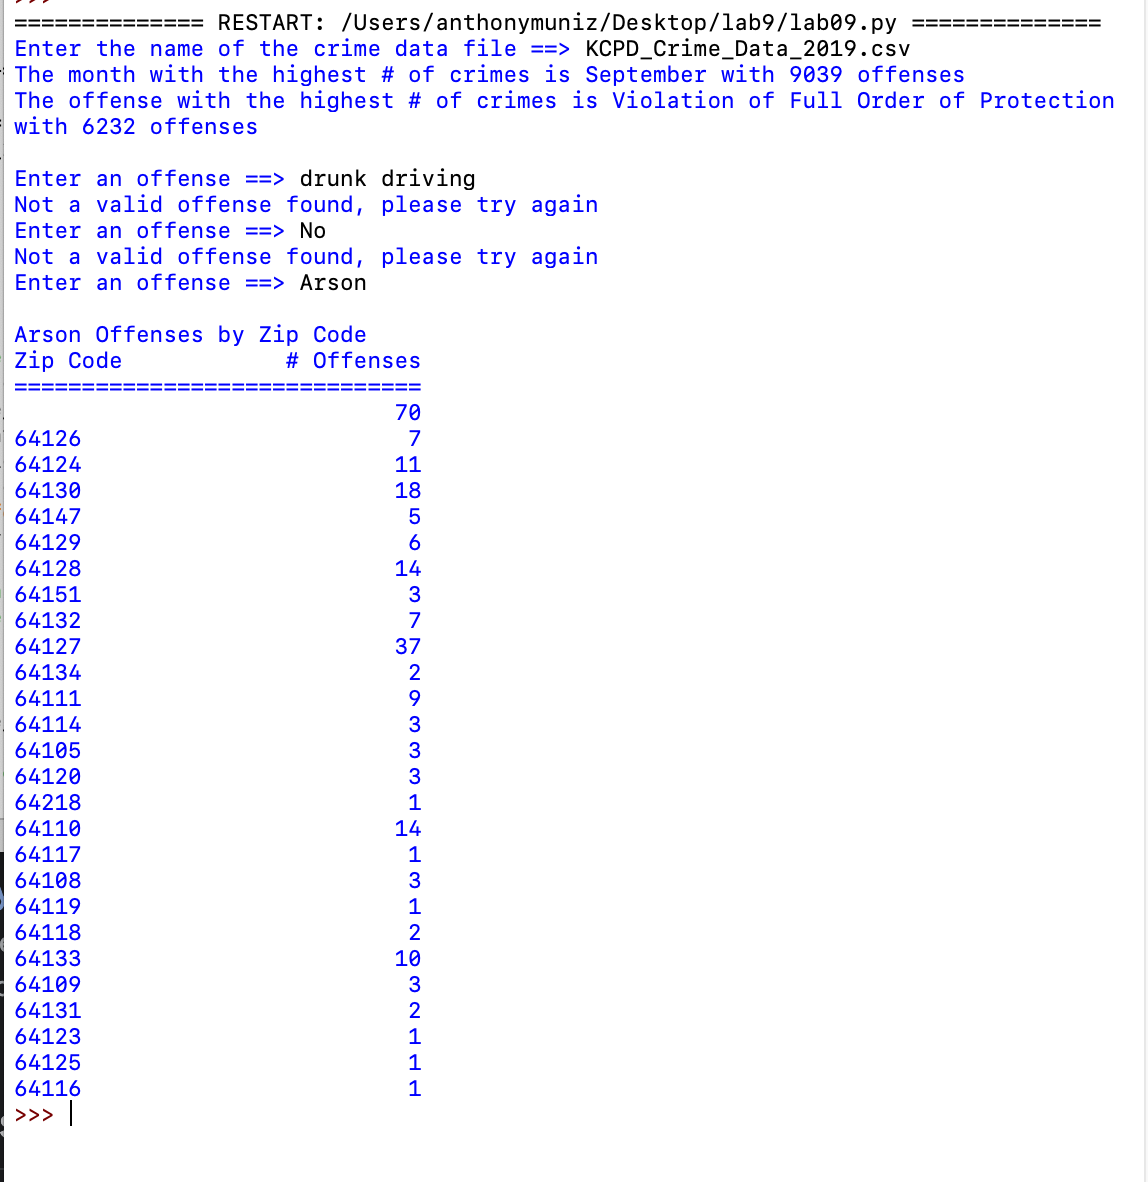 ============== RESTART: /Users/anthonymuniz/Desktop/lab9/lab09.py ==============
Enter the name of the crime data file ==> KCPD_Crime_Data_2019.csv
The month with the highest # of crimes is September with 9039 offenses
The offense with the highest # of crimes is Violation of Full Order of Protection
with 6232 offenses
Enter an offense ==> drunk driving
Not a valid offense found, please try again
Enter an offense ==> No
Not a valid offense found, please try again
Enter an offense ==> Arson
Arson Offenses by Zip Code
Zip Code            # Offenses
==============================
70
64126 7
64124 11
64130 18
64147 5
64129 6
64128 14
64151 3
64132 7
64127 37
64134 2
64111 9
64114 3
64105 3
64120 3
64218 1
64110 14
64117 1
64108 3
64119 1
64118 2
64133 10
64109 3
64131 2
64123 1
64125 1
64116 1
>>>